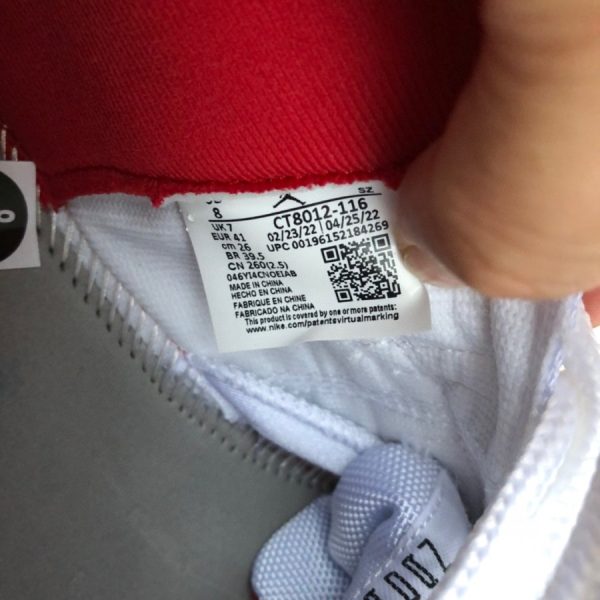 8 SZ
UK 7 CT8012-116
EUR 41 02/23/22 04/25/22
cm 26 UPC 00196152184269
BR 39.5
CN 260(2.5)
046Y14CNOEIAB
MADE IN CHINA
HECHO EN CHINA
FABRIQUE EN CHINE
FABRICADO NA CHINA
This product is covered by one or more patents:
www.nike.com/patentsvirtualmarking